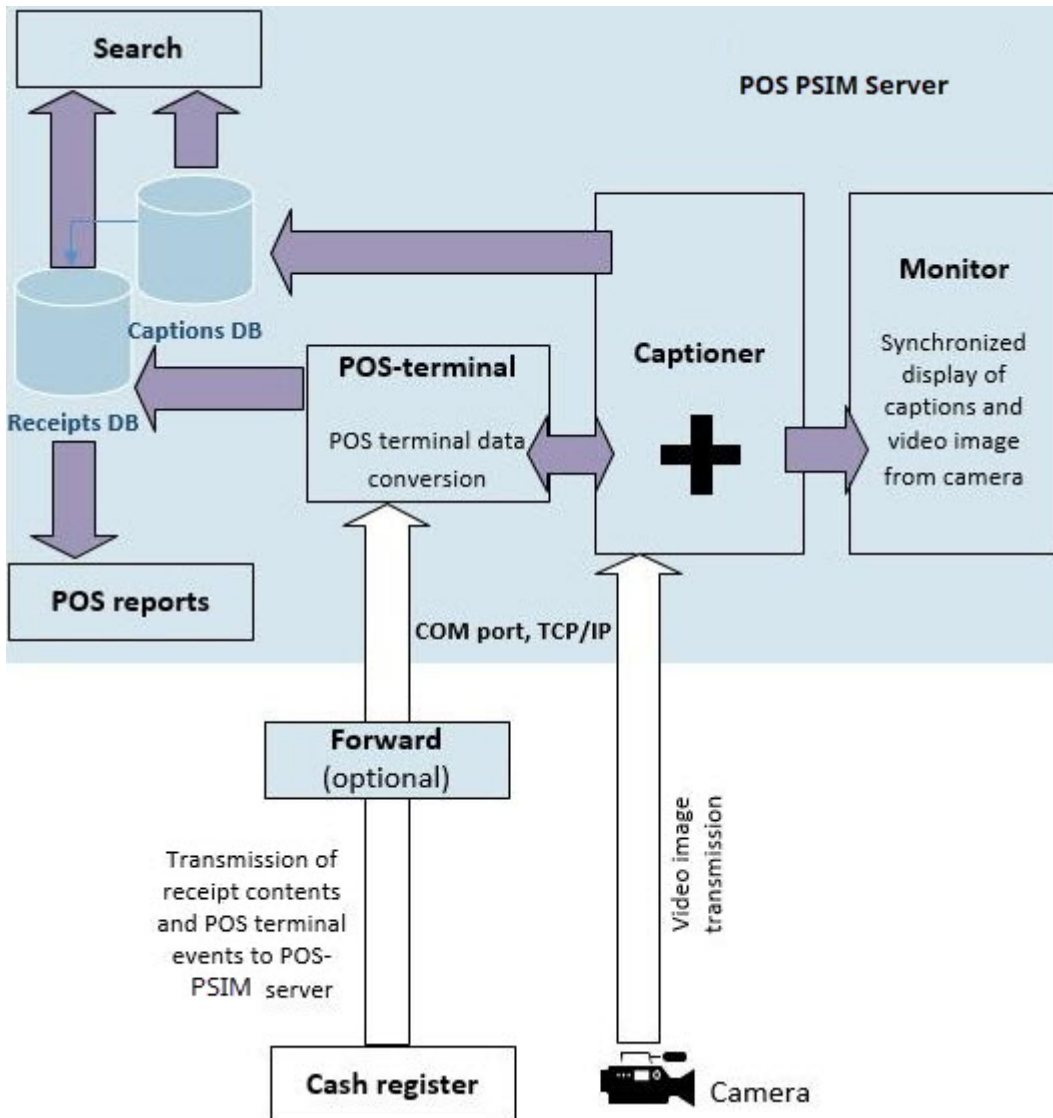 Search
POS PSIM Server
Captions DB
Receipts DB
POS-terminal
POS terminal data
conversion
Captioner
Monitor
Synchronized
display of
captions and
video image
from camera
POS reports
COM port, TCP/IP
Forward
(optional)
Transmission of
receipt contents
and POS terminal
events to POS-
PSIM server
Video image
transmission
Cash register
Camera